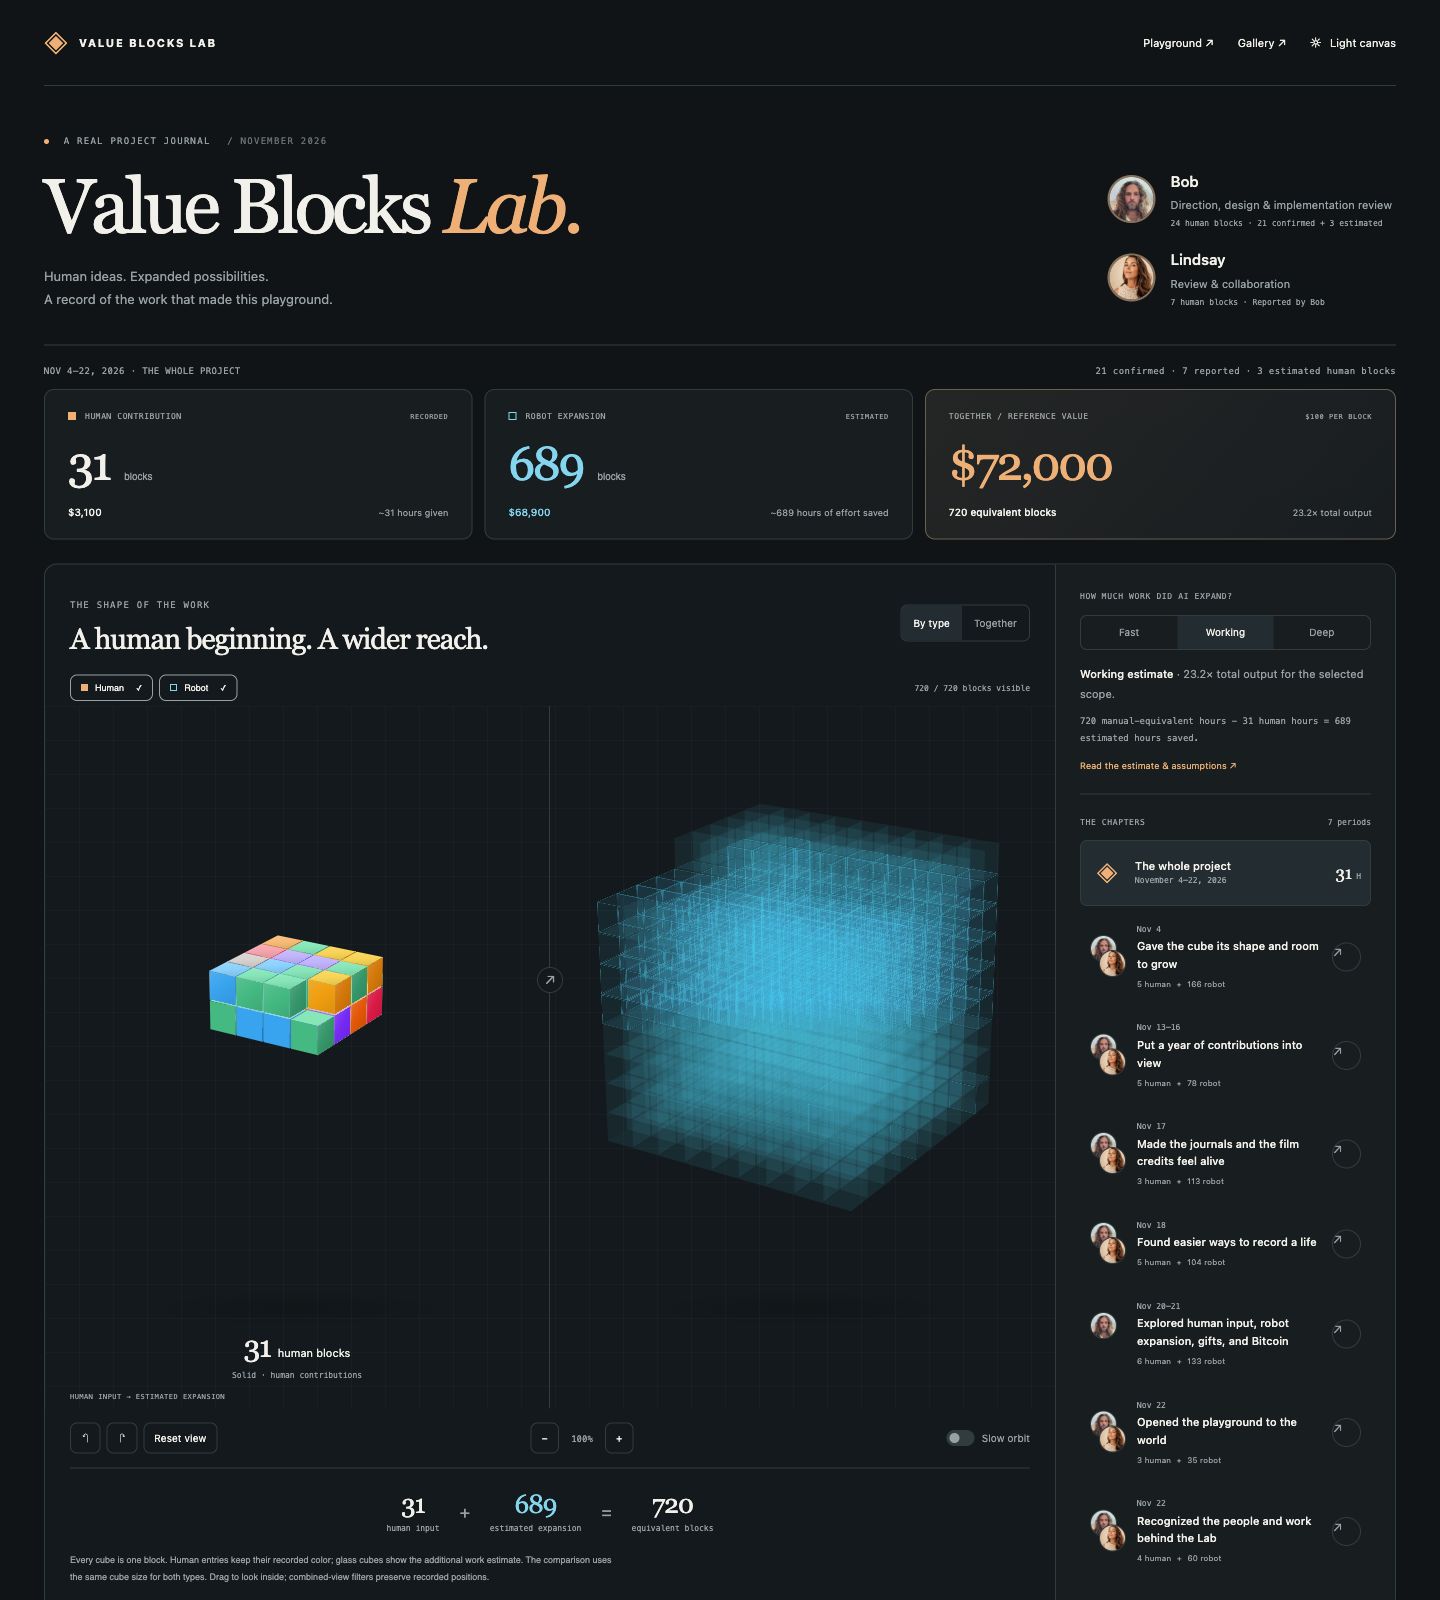 VALUE BLOCKS LAB
Playground ↗
Gallery ↗
Light canvas
A REAL PROJECT JOURNAL / NOVEMBER 2026
Value Blocks Lab.
Human ideas. Expanded possibilities.
A record of the work that made this playground.
Bob
Direction, design & implementation review
24 human blocks · 21 confirmed + 3 estimated
Lindsay
Review & collaboration
7 human blocks · Reported by Bob
NOV 4–22, 2026 · THE WHOLE PROJECT
21 confirmed · 7 reported · 3 estimated human blocks
HUMAN CONTRIBUTION
RECORDED
31 blocks
$3,100
~31 hours given
ROBOT EXPANSION
ESTIMATED
689 blocks
$68,900
~689 hours of effort saved
TOGETHER / REFERENCE VALUE
$100 PER BLOCK
$72,000
720 equivalent blocks
23.2× total output
THE SHAPE OF THE WORK
A human beginning. A wider reach.
By type
Together
Human ✓
Robot ✓
720 / 720 blocks visible
↗
31 human blocks
Solid · human contributions
HUMAN INPUT → ESTIMATED EXPANSION
Reset view
− 100% +
Slow orbit
31 + 689 = 720
human input
estimated expansion
equivalent blocks
Every cube is one block. Human entries keep their recorded color; glass cubes show the additional work estimate. The comparison uses
the same cube size for both types. Drag to look inside; combined-view filters preserve recorded positions.
HOW MUCH WORK DID AI EXPAND?
Fast
Working
Deep
Working estimate · 23.2× total output for the selected
scope.
720 manual-equivalent hours − 31 human hours = 689
estimated hours saved.
Read the estimate & assumptions ↗
THE CHAPTERS
7 periods
The whole project
November 4–22, 2026
31 H
Nov 4
Gave the cube its shape and room
to grow
5 human + 166 robot
↗
Nov 13–16
Put a year of contributions into
view
5 human + 78 robot
↗
Nov 17
Made the journals and the film
credits feel alive
3 human + 113 robot
↗
Nov 18
Found easier ways to record a life
5 human + 104 robot
↗
Nov 20–21
Explored human input, robot
expansion, gifts, and Bitcoin
6 human + 133 robot
↗
Nov 22
Opened the playground to the
world
3 human + 35 robot
↗
Nov 22
Recognized the people and work
behind the Lab
4 human + 60 robot
↗